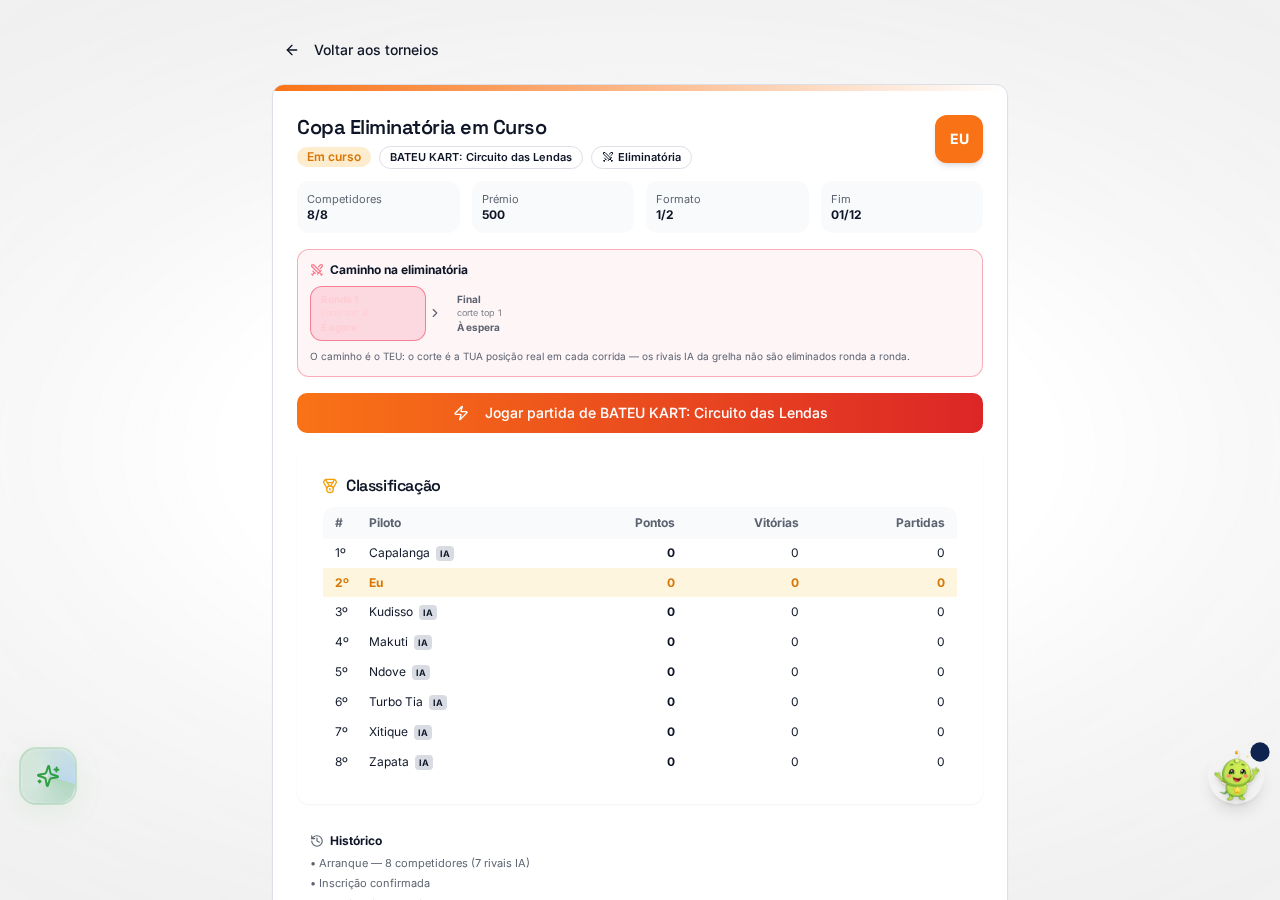 Voltar aos torneios
Copa Eliminatória em Curso
EU
Em curso
BATEU KART: Circuito das Lendas
Eliminatória
Competidores
8/8
Prémio
500
Formato
1/2
Fim
01/12
Caminho na eliminatória
Ronda 1
Final
corte top 1
À espera
O caminho é o TEU: o corte é a TUA posição real em cada corrida — os rivais IA da grelha não são eliminados ronda a ronda.
Jogar partida de BATEU KART: Circuito das Lendas
Classificação
# Piloto Pontos Vitórias Partidas
1º Capalanga IA 0 0 0
2º Eu 0 0 0
3º Kudisso IA 0 0 0
4º Makuti IA 0 0 0
5º Ndove IA 0 0 0
6º Turbo Tia IA 0 0 0
7º Xitique IA 0 0 0
8º Zapata IA 0 0 0
Histórico
• Arranque — 8 competidores (7 rivais IA)
• Inscrição confirmada